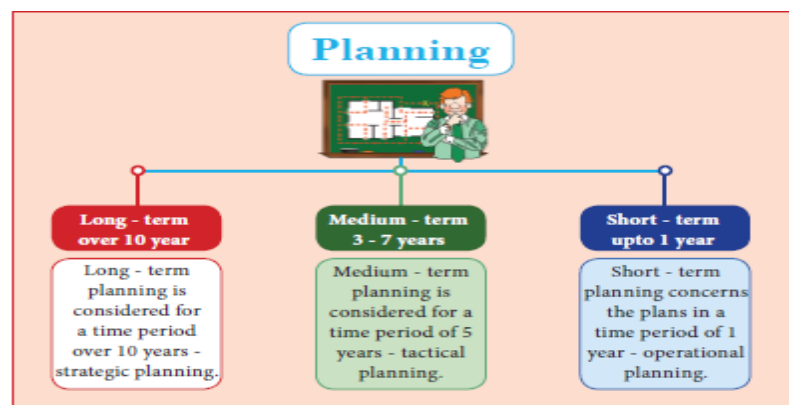 Planning
Long - term
over 10 year
Long - term
planning is
considered for
a time period
over 10 years -
strategic planning.
Medium - term
3 - 7 years
Medium - term
planning is
considered for a
time period of 5
years - tactical
planning.
Short - term
upto 1 year
Short - term
planning concerns
the plans in a
time period of 1
year - operational
planning.